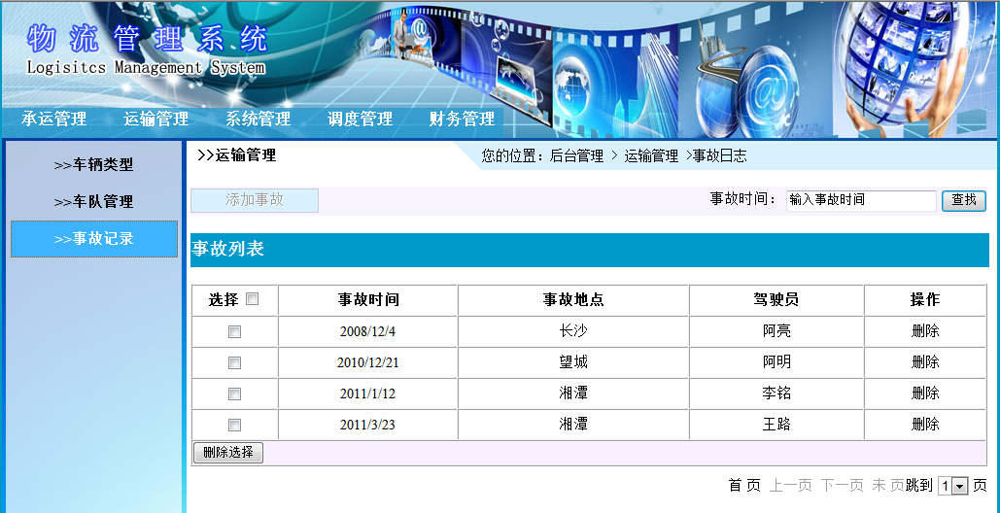 物流管理系统
Logisitcs Management System
承运管理 运输管理 系统管理 调度管理 财务管理
>>车辆类型
>>车队管理
>>事故记录
>>运输管理
您的位置：后台管理 > 运输管理 >事故日志
添加事故
事故时间： 输入事故时间 查找
事故列表
选择 事故时间 事故地点 驾驶员 操作
2008/12/4 长沙 阿亮 删除
2010/12/21 望城 阿明 删除
2011/1/12 湘潭 李铭 删除
2011/3/23 湘潭 王路 删除
删除选择
首 页 上一页 下一页 未 页跳到 1 页